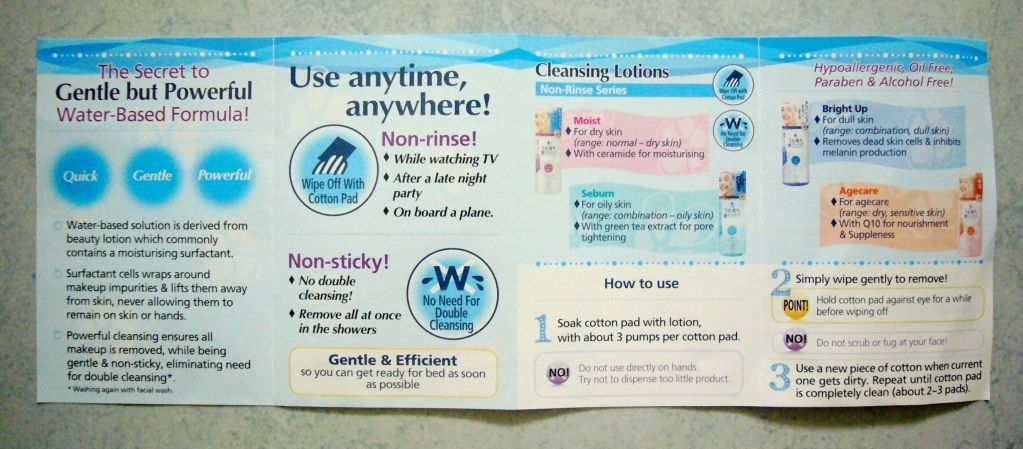 The Secret to
Gentle but Powerful
Water-Based Formula!
Quick
Gentle
Powerful
Water-based solution is derived from
beauty lotion which commonly
contains a moisturising surfactant.
Surfactant cells wraps around
makeup impurities & lifts them away
from skin, never allowing them to
remain on skin or hands.
Powerful cleansing ensures all
makeup is removed, while being
gentle & non-sticky, eliminating need
for double cleansing*.
* Washing again with facial wash.
Use anytime,
anywhere!
Wipe Off With
Cotton Pad
Non-rinse!
♦ While watching TV
♦ After a late night
party
♦ On board a plane.
Non-sticky!
♦ No double
cleansing!
♦ Remove all at once
in the showers
W
No Need For
Double
Cleansing
Gentle & Efficient
so you can get ready for bed as soon
as possible
Cleansing Lotions
Non-Rinse Series
Wipe Off with
Cotton Pad
W
No Need for
Double
Cleansing
Moist
♦ For dry skin
(range: normal – dry skin)
♦ With ceramide for moisturising
Sebum
♦ For oily skin
(range: combination – oily skin)
♦ With green tea extract for pore
tightening
How to use
1
Soak cotton pad with lotion,
with about 3 pumps per cotton pad.
NO!
Do not use directly on hands.
Try not to dispense too little product.
Hypoallergenic, Oil Free,
Paraben & Alcohol Free!
Bright Up
♦ For dull skin
(range: combination, dull skin)
♦ Removes dead skin cells & inhibits
melanin production
Agecare
♦ For agecare
(range: dry, sensitive skin)
♦ With Q10 for nourishment
& Suppleness
2
Simply wipe gently to remove!
POINT!
Hold cotton pad against eye for a while
before wiping off
NO!
Do not scrub or tug at your face!
3
Use a new piece of cotton when current
one gets dirty. Repeat until cotton pad
is completely clean (about 2–3 pads).